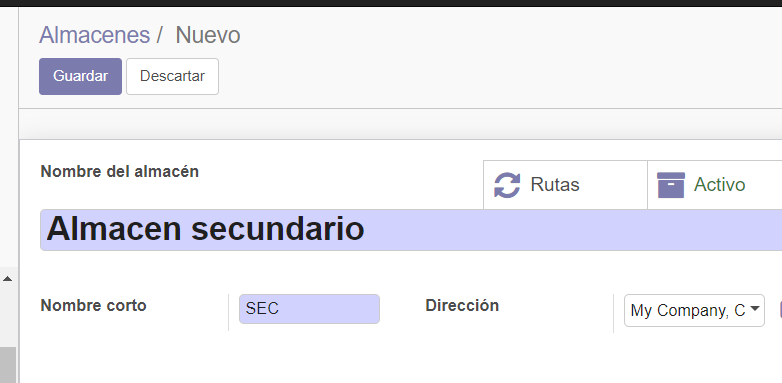 Almacenes / Nuevo
Guardar Descartar
Nombre del almacén
Rutas
Activo
Almacen secundario
Nombre corto
SEC
Dirección
My Company, C